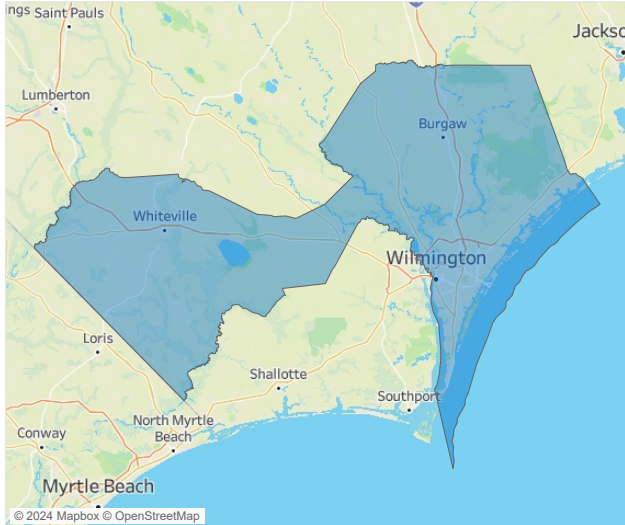 ngs Saint Pauls
Jackso
Lumberton
Burgaw
Whiteville
Wilmington
Loris
Shallotte
Southport
North Myrtle
Beach
Conway
Myrtle Beach
© 2024 Mapbox © OpenStreetMap